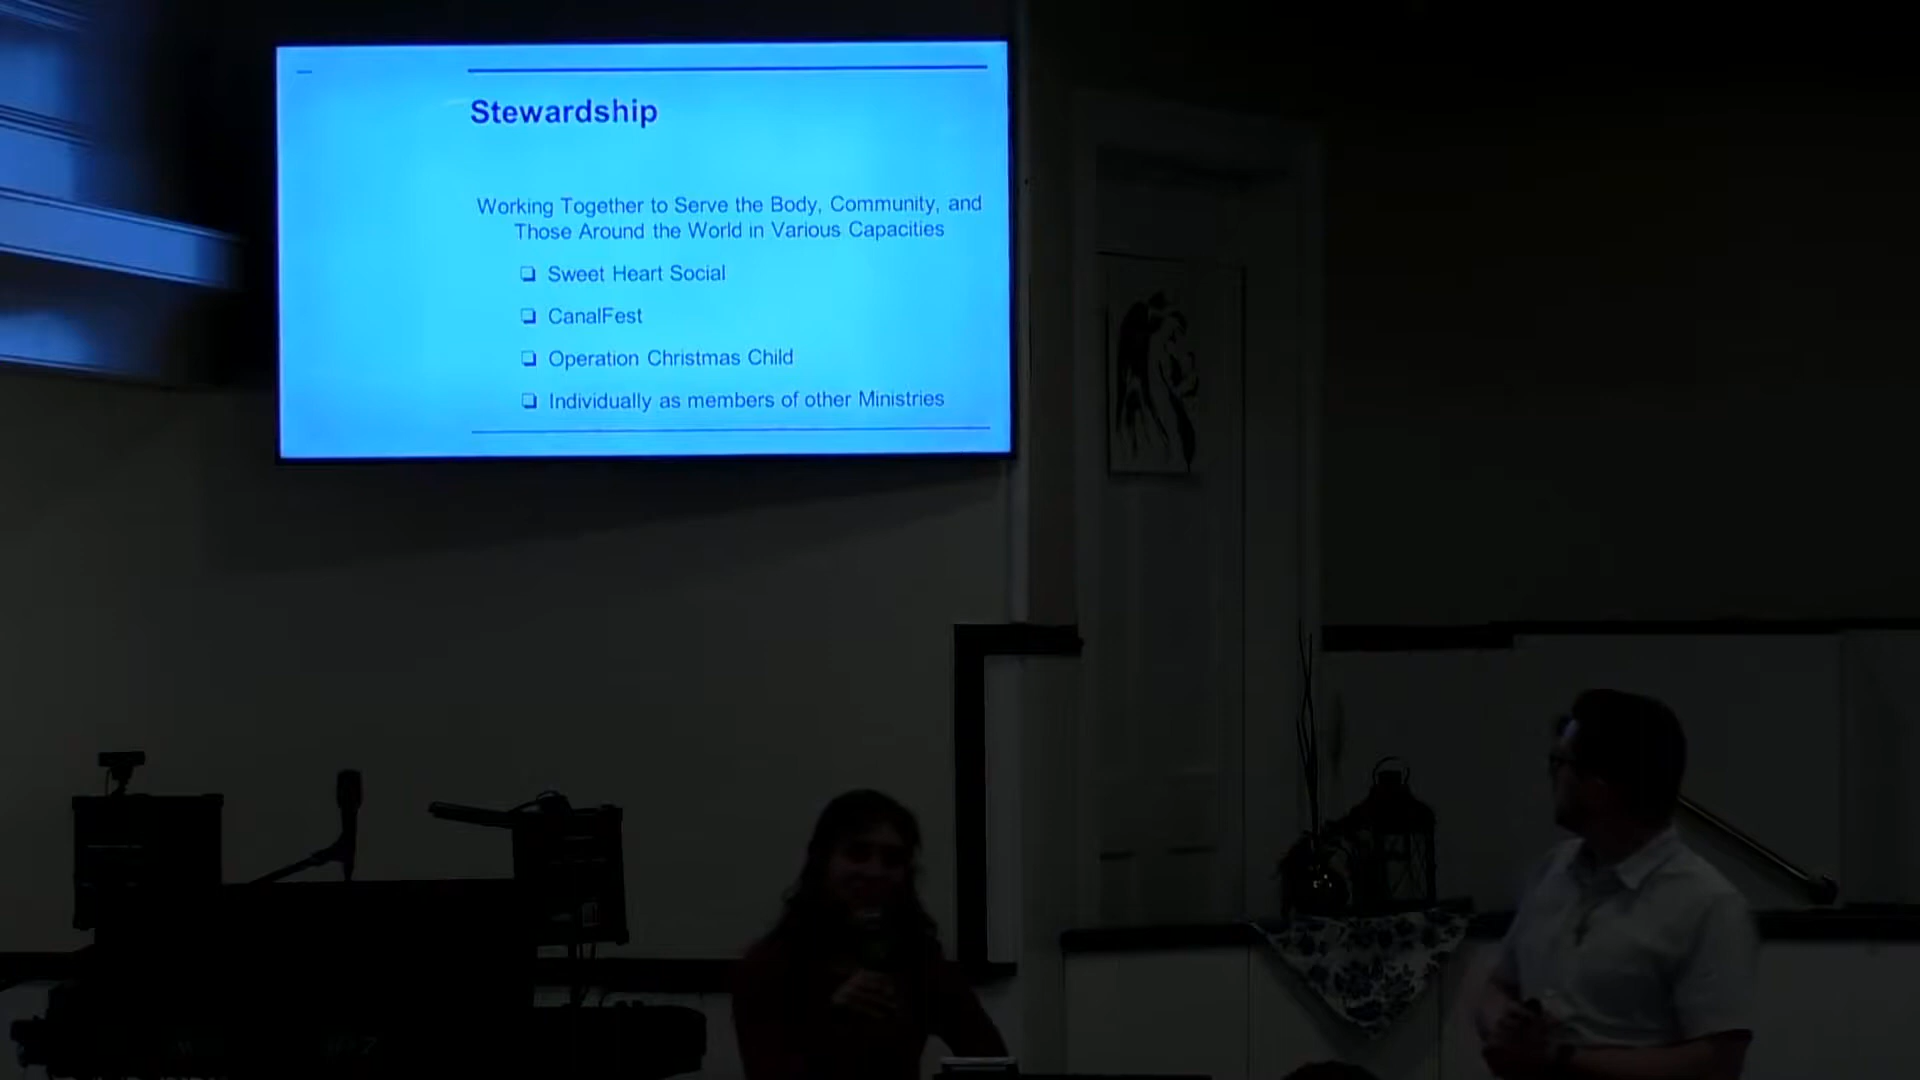 Stewardship
Working Together to Serve the Body, Community, and
Those Around the World in Various Capacities
Sweet Heart Social
CanalFest
Operation Christmas Child
Individually as members of other Ministries